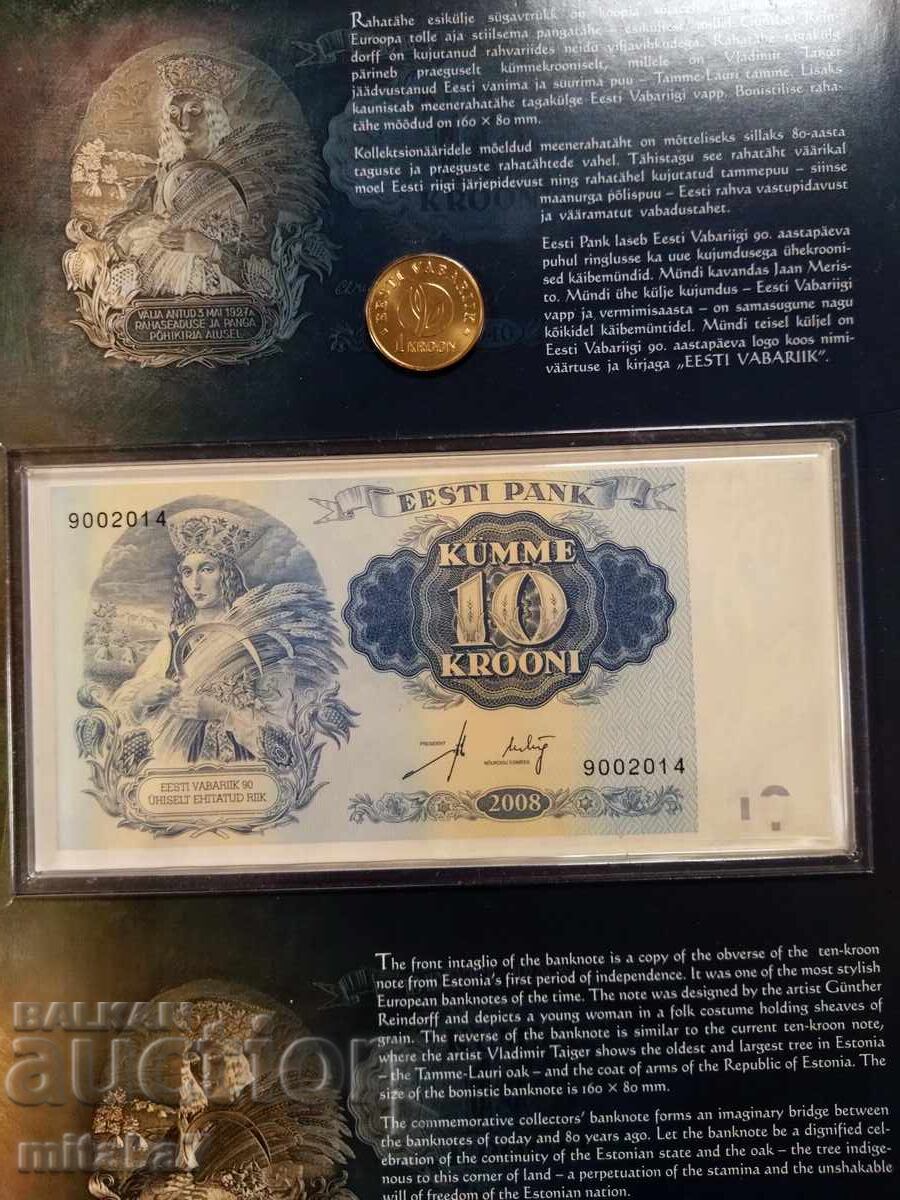 Rahatähe esikülje sügavtrükk on koopia
Euroopa tolle aja stiilsema pangatähe esiküljest
Günther Rein-
dorff on kujutanud rahvariides neidu viljavihkudega. Rahatähe tagakülg
pärineb praeguselt kümmekrooniselt, millele on Vladimir Taiger
jäädvustanud Eesti vanima ja suurima puu – Tamme-Lauri tamme. Lisaks
kaunistab meenerahatähe tagakülge Eesti Vabariigi vapp. Bonistilise raha-
tähe mõõdud on 160 × 80 mm.
Kollektsionääridele mõeldud meenerahatäht on mõtteliseks sillaks 80-aasta
taguste ja praeguste rahatähtede vahel. Tähistagu see rahatäht väärikal
moel Eesti riigi järjepidevust ning rahatähel kujutatud tammepuu – siinse
maanurga põlispuu – Eesti rahva vastupidavust
ja vääramatut vabadustahet.
KROONI
Eesti Pank laseb Eesti Vabariigi 90. aastapäeva
puhul ringlusse ka uue kujundusega ühekrooni-
sed käibemündid. Mündi kavandas Jaan Meris-
to. Mündi ühe külje kujundus – Eesti Vabariigi
vapp ja vermimisaasta – on samasugune nagu
kõikidel käibemüntidel. Mündi teisel küljel on
Eesti Vabariigi 90. aastapäeva logo koos nimi-
väärtuse ja kirjaga „EESTI VABARIIK".
EESTI VABARIIK
1 KROON
VÄLJA ANTUD 3 MAI 1927.A.
RAHASEADUSE JA PANGA
PÕHIKIRJA ALUSEL
EESTI PANK
9002014
KÜMME
10
KROONI
PRESIDENT
NÕUKOGU ESIMEES
9002014
EESTI VABARIIK 90
ÜHISELT EHITATUD RIIK
2008
The front intaglio of the banknote is a copy of the obverse of the ten-kroon
note from Estonia's first period of independence. It was one of the most stylish
European banknotes of the time. The note was designed by the artist Günther
Reindorff and depicts a young woman in a folk costume holding sheaves of
grain. The reverse of the banknote is similar to the current ten-kroon note,
where the artist Vladimir Taiger shows the oldest and largest tree in Estonia
– the Tamme-Lauri oak – and the coat of arms of the Republic of Estonia. The
size of the bonistic banknote is 160 × 80 mm.
The commemorative collectors' banknote forms an imaginary bridge between
the banknotes of today and 80 years ago. Let the banknote be a dignified cel-
ebration of the continuity of the Estonian state and the oak – the tree indige-
nous to this corner of land – a perpetuation of the stamina and the unshakable
will of freedom of the Estonian nation.
BALKAN
auction
mitakax